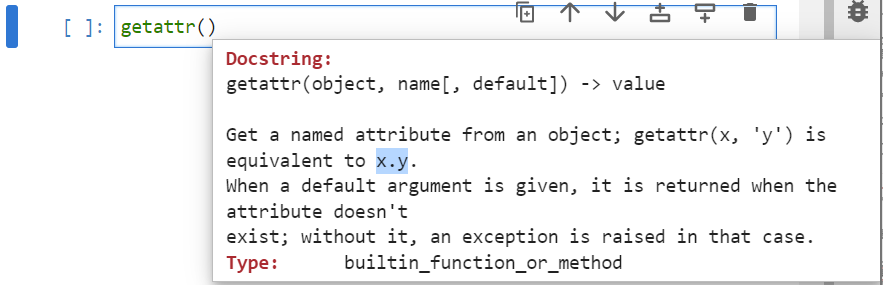 [ ]: getattr()
Docstring:
getattr(object, name[, default]) -> value
Get a named attribute from an object; getattr(x, 'y') is
equivalent to x.y.
When a default argument is given, it is returned when the
attribute doesn't
exist; without it, an exception is raised in that case.
Type: builtin_function_or_method